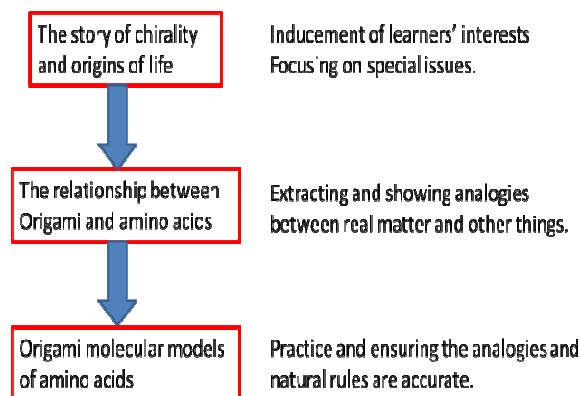 The story of chirality
and origins of life
Inducement of learners' interests
Focusing on special issues.
The relationship between
Origami and amino acids
Extracting and showing analogies
between real matter and other things.
Origami molecular models
of amino acids
Practice and ensuring the analogies and
natural rules are accurate.